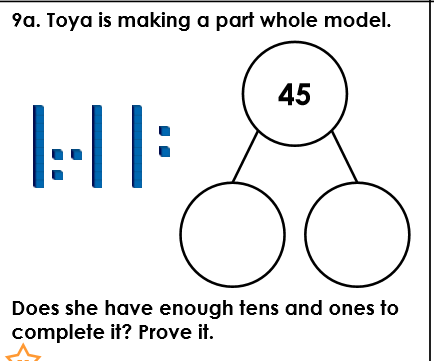 9a. Toya is making a part whole model.
45
Does she have enough tens and ones to
complete it? Prove it.